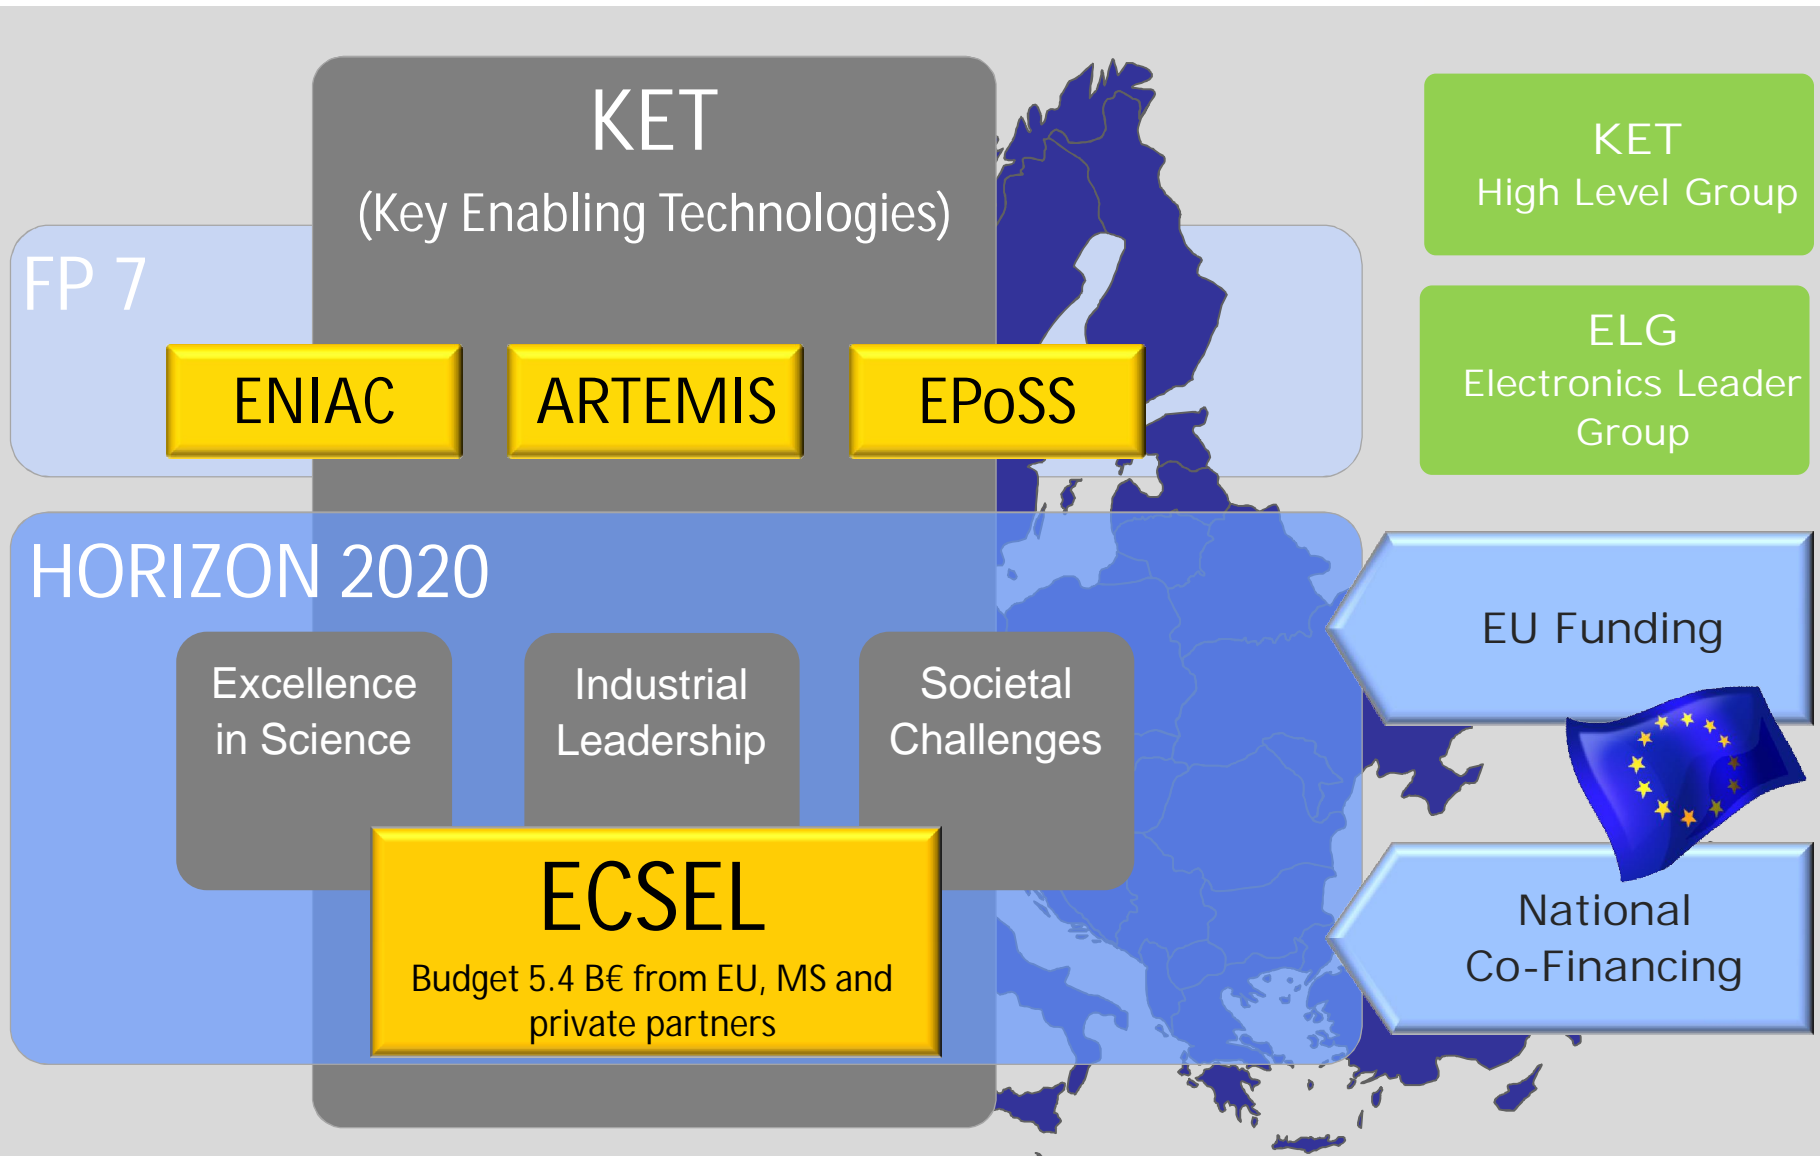 KET
(Key Enabling Technologies)
FP 7
ENIAC
ARTEMIS
EPoSS
HORIZON 2020
Excellence
in Science
Industrial
Leadership
Societal
Challenges
ECSEL
Budget 5.4 B€ from EU, MS and
private partners
KET
High Level Group
ELG
Electronics Leader
Group
EU Funding
National
Co-Financing